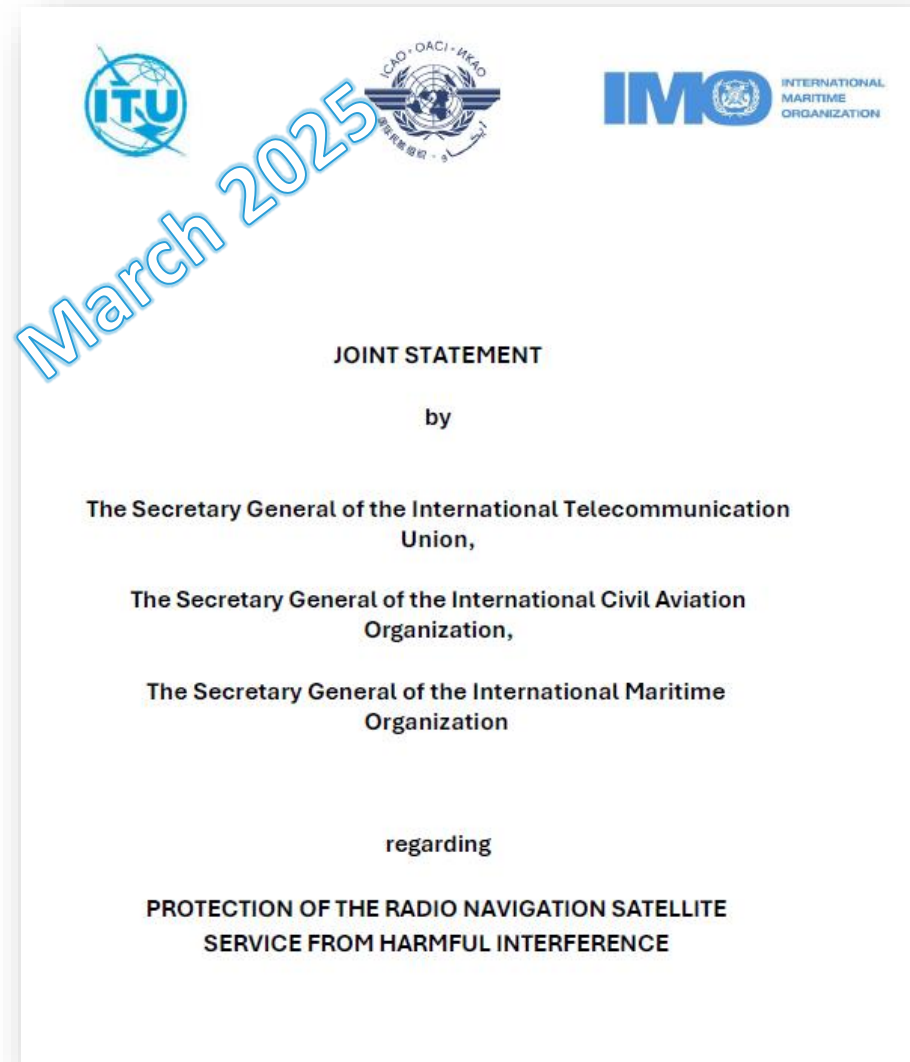 ITU
ICAO · OACI · ИКАО
IMO
INTERNATIONAL
MARITIME
ORGANIZATION
March 2025
JOINT STATEMENT
by
The Secretary General of the International Telecommunication
Union,
The Secretary General of the International Civil Aviation
Organization,
The Secretary General of the International Maritime
Organization
regarding
PROTECTION OF THE RADIO NAVIGATION SATELLITE
SERVICE FROM HARMFUL INTERFERENCE